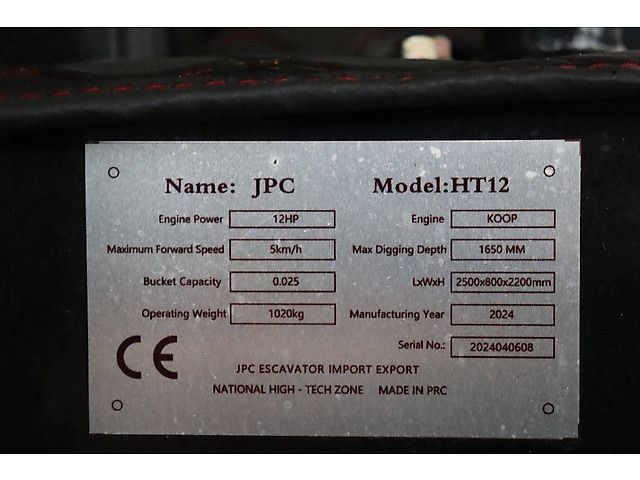 Name: JPC Model:HT12
Engine Power 12HP Engine KOOP
Maximum Forward Speed 5km/h Max Digging Depth 1650 MM
Bucket Capacity 0.025 LxWxH 2500x800x2200mm
Operating Weight 1020kg Manufacturing Year 2024
Serial No.: 2024040608
CE
JPC ESCAVATOR IMPORT EXPORT
NATIONAL HIGH - TECH ZONE MADE IN PRC